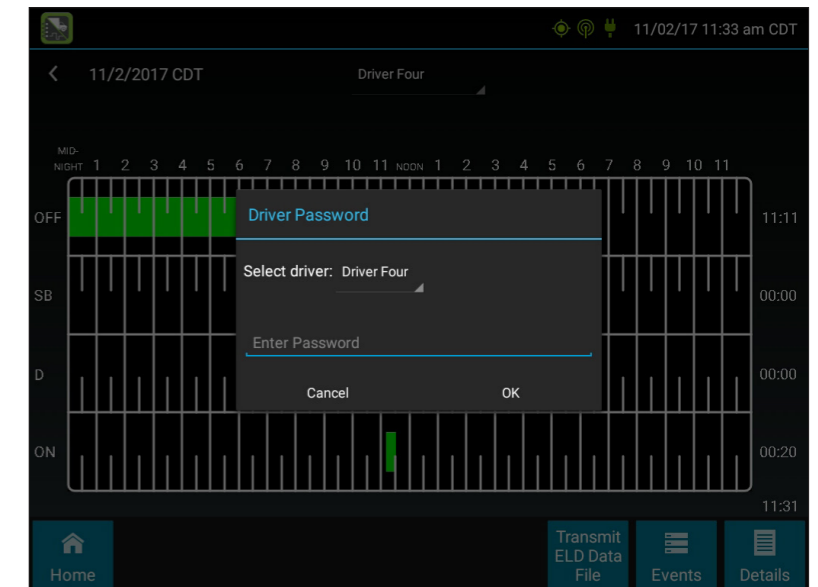 11/02/17 11:33 am CDT
11/2/2017 CDT
Driver Four
MID-
NIGHT 1 2 3 4 5 6 7 8 9 10 11 NOON 1 2 3 4 5 6 7 8 9 10 11
OFF 11:11
Driver Password
Select driver: Driver Four
SB 00:00
Enter Password
D 00:00
Cancel OK
ON 00:20
11:31
Home
Transmit
ELD Data
File
Events
Details